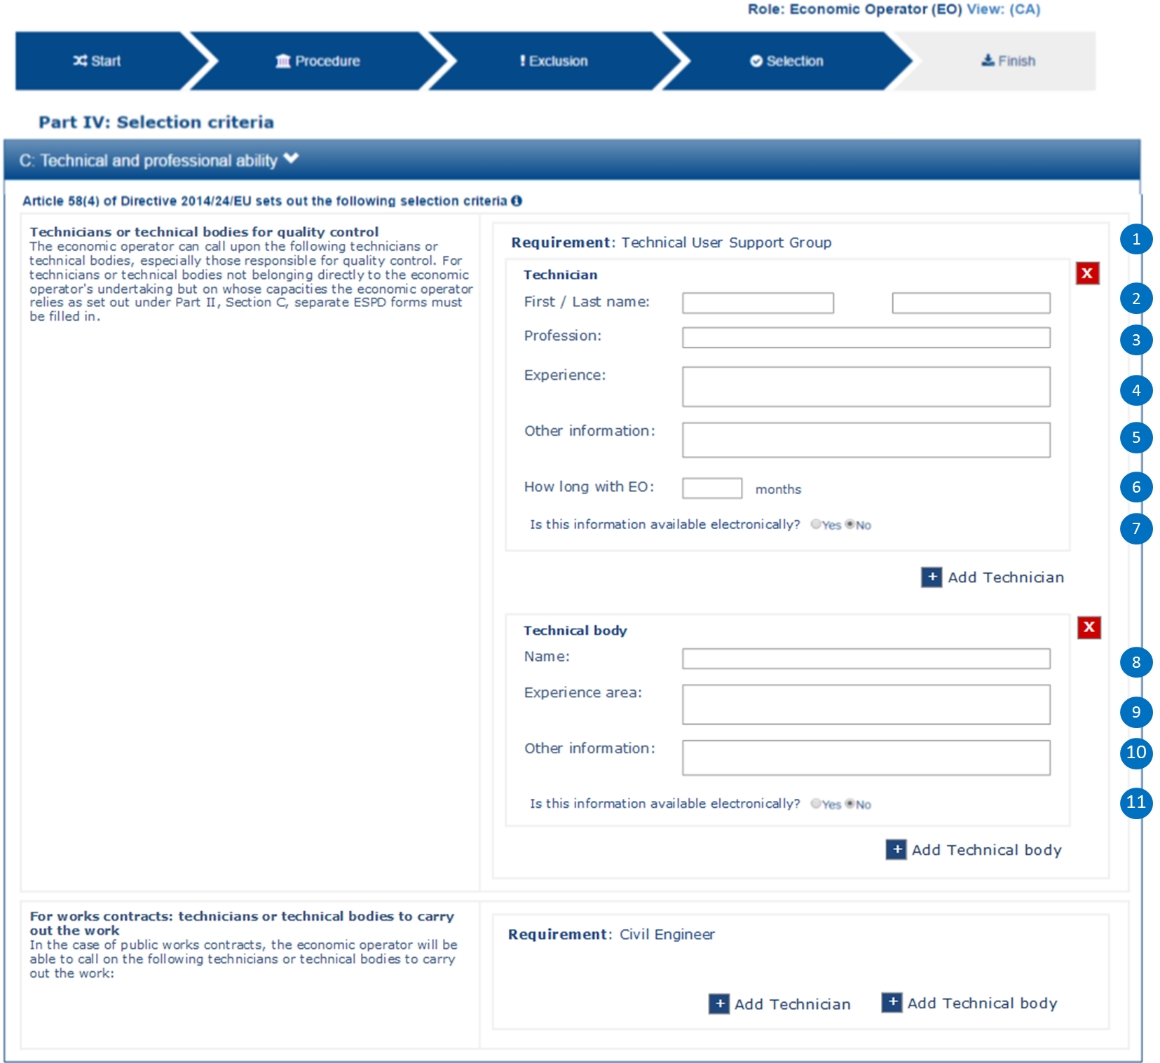 Role: Economic Operator (EO) View: (CA)
Start
Procedure
! Exclusion
Selection
Finish
Part IV: Selection criteria
C: Technical and professional ability
Article 58(4) of Directive 2014/24/EU sets out the following selection criteria
Technicians or technical bodies for quality control
The economic operator can call upon the following technicians or
technical bodies, especially those responsible for quality control. For
technicians or technical bodies not belonging directly to the economic
operator's undertaking but on whose capacities the economic operator
relies as set out under Part II, Section C, separate ESPD forms must
be filled in.
Requirement: Technical User Support Group
1
Technician
X
First / Last name:
2
Profession:
3
Experience:
4
Other information:
5
How long with EO: months
6
Is this information available electronically? Yes No
7
+ Add Technician
Technical body
X
Name:
8
Experience area:
9
Other information:
10
Is this information available electronically? Yes No
11
+ Add Technical body
For works contracts: technicians or technical bodies to carry
out the work
In the case of public works contracts, the economic operator will be
able to call on the following technicians or technical bodies to carry
out the work:
Requirement: Civil Engineer
+ Add Technician + Add Technical body